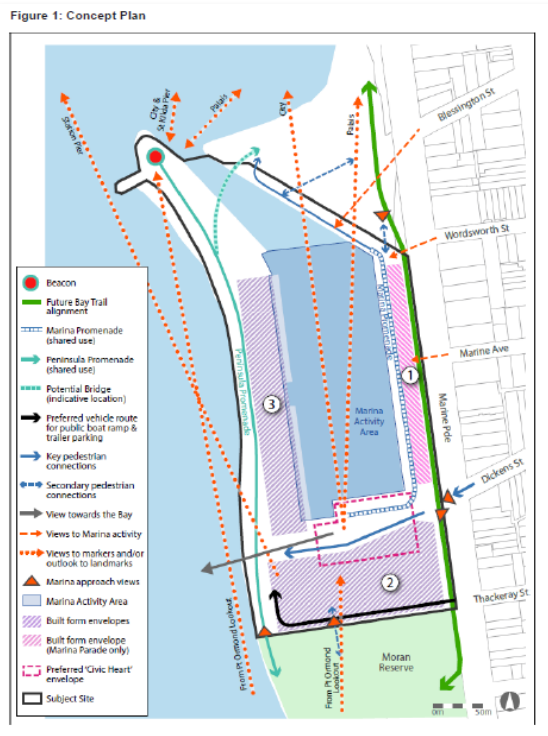 Figure 1: Concept Plan
Station Pier
City &
St Kilda Pier
Palais
City
Palais
Blessington St
Wordsworth St
Marine Ave
Marine Pde
Dickens St
Thackeray St
Marina Promenade
Peninsula Promenade
Marina
Activity
Area
1
2
3
From Pt Ormond Lookout
From Pt Ormond
Lookout
Moran
Reserve
0m
50m
Beacon
Future Bay Trail
alignment
Marina Promenade
(shared use)
Peninsula Promenade
(shared use)
Potential Bridge
(indicative location)
Preferred vehicle route
for public boat ramp &
trailer parking
Key pedestrian
connections
Secondary pedestrian
connections
View towards the Bay
Views to Marina activity
Views to markers and/or
outlook to landmarks
Marina approach views
Marina Activity Area
Built form envelopes
Built form envelope
(Marina Parade only)
Preferred 'Civic Heart'
envelope
Subject Site